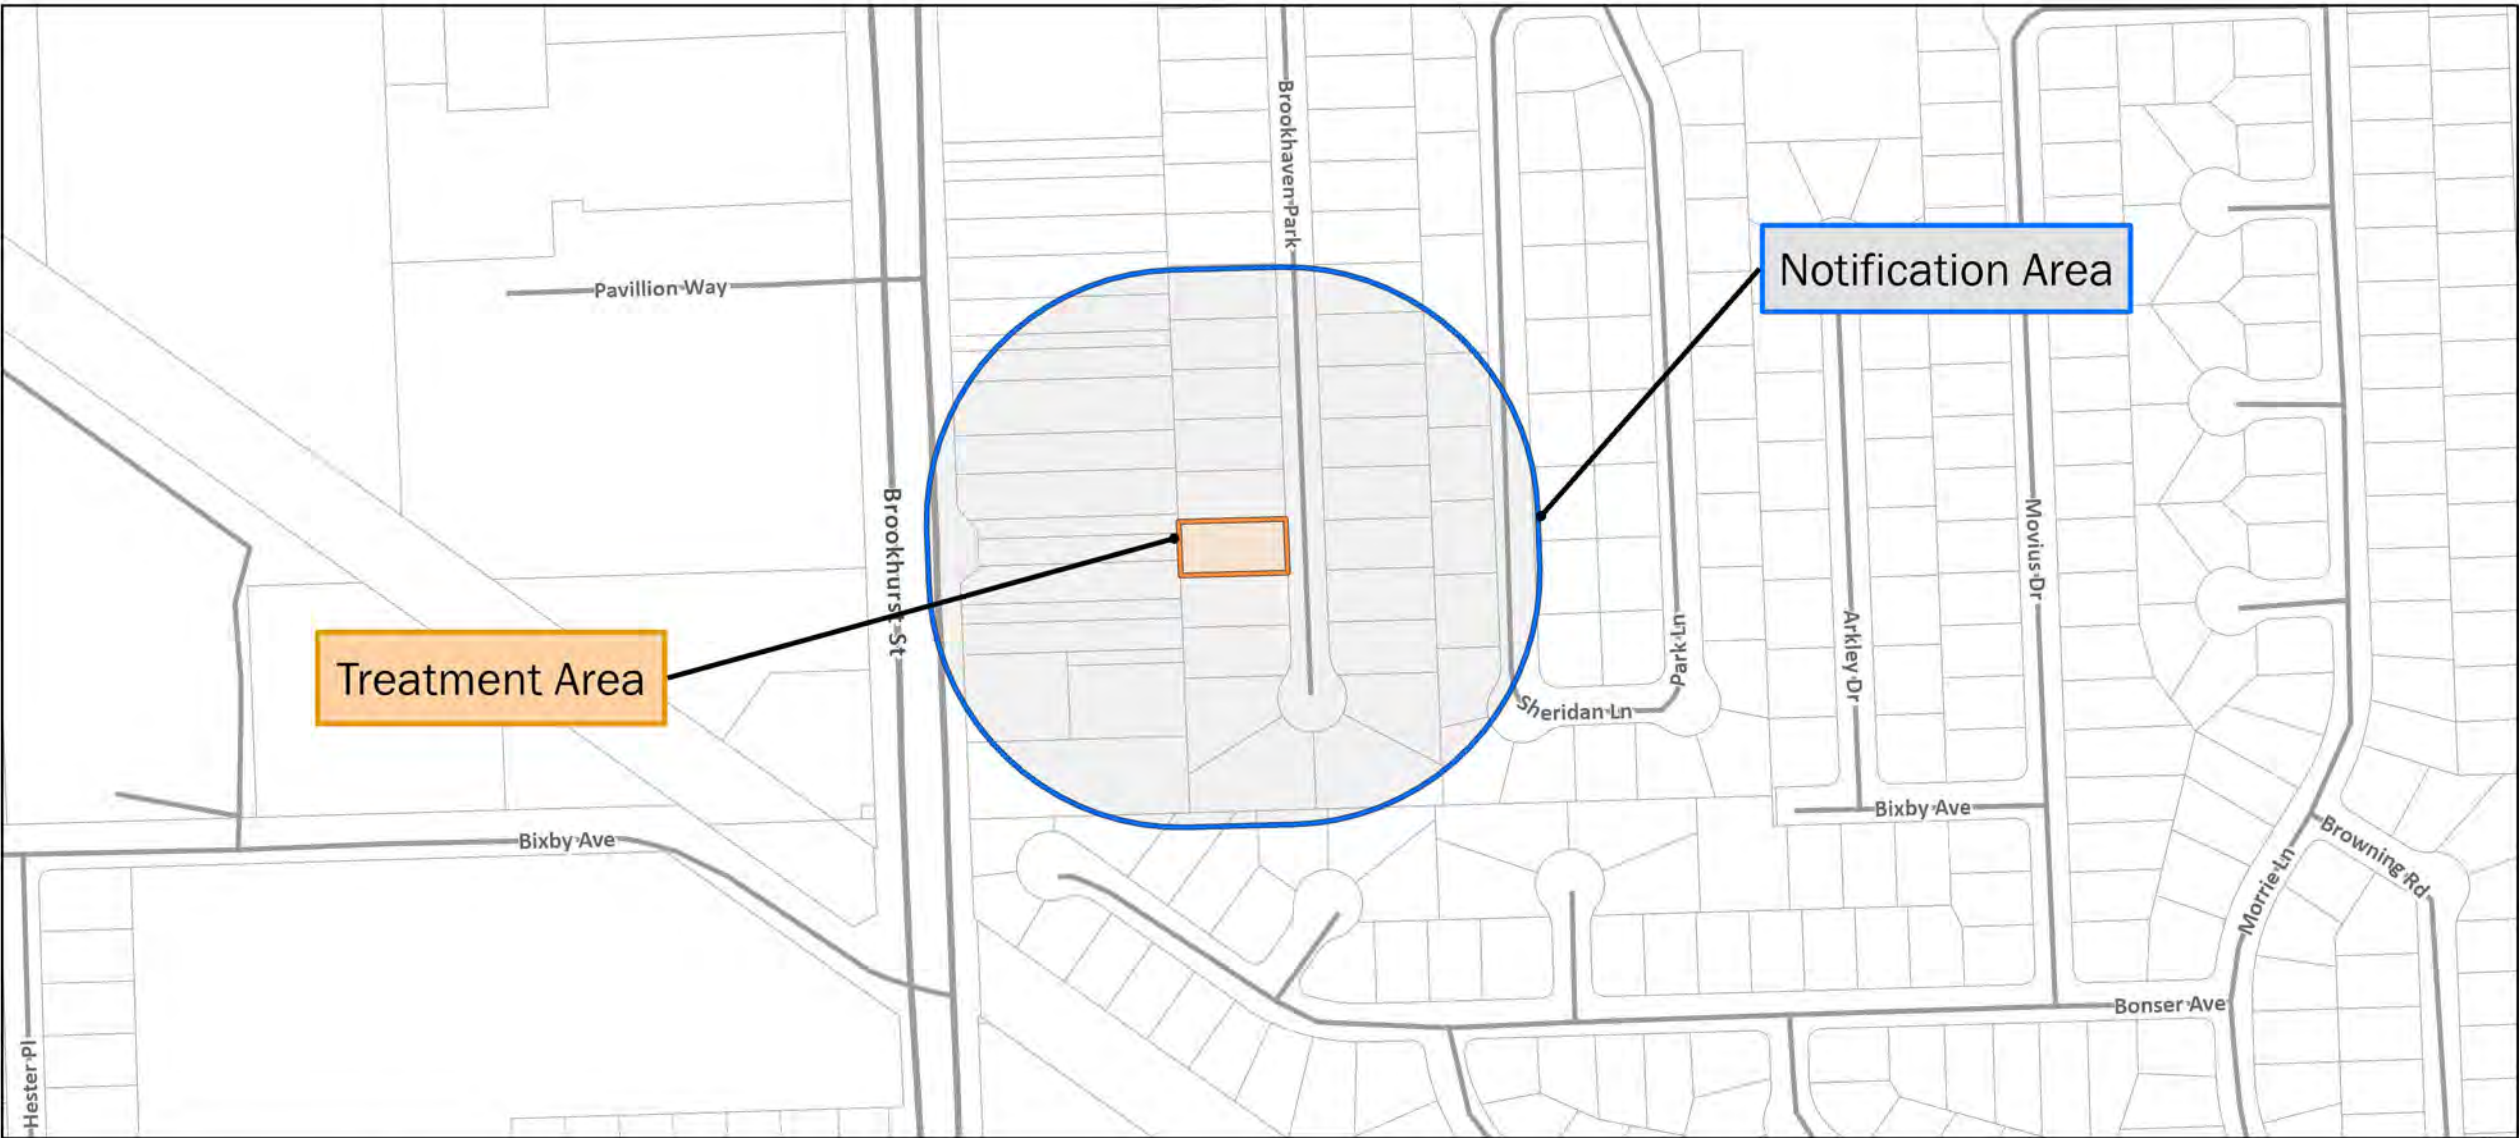 Brookhaven Park
Notification Area
Pavillion Way
Brookhurst St
Movius Dr
Treatment Area
Arkley Dr
Park Ln
Sheridan Ln
Bixby Ave
Bixby Ave
Browning Rd
Morrie Ln
Bonser Ave
Hester Pl